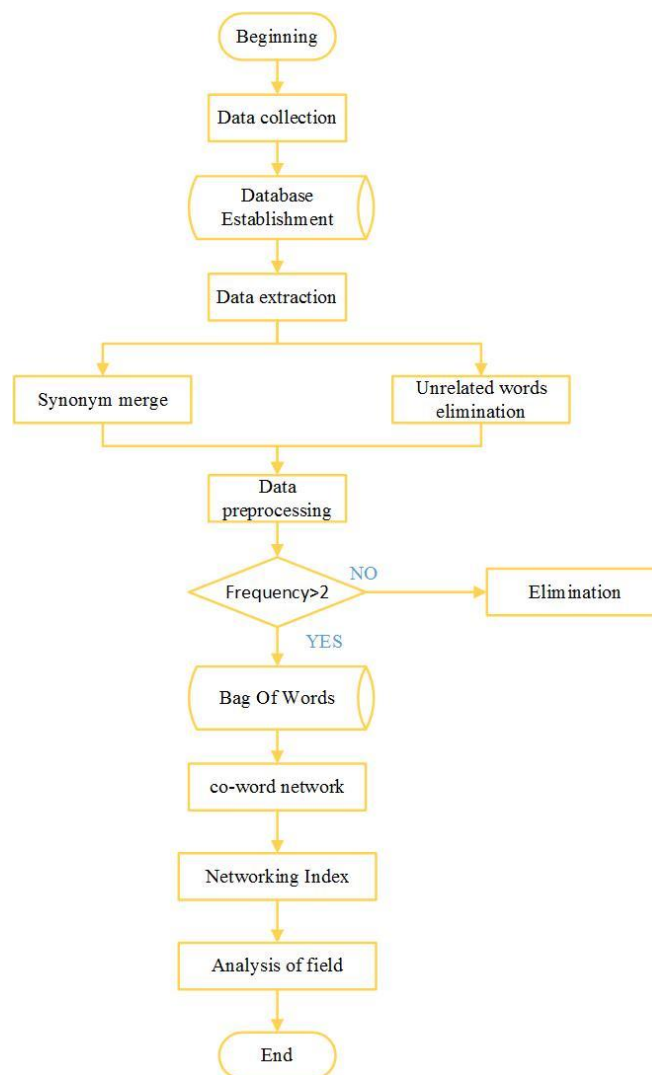 Beginning
Data collection
Database
Establishment
Data extraction
Synonym merge
Unrelated words
elimination
Data
preprocessing
Frequency>2
NO
Elimination
YES
Bag Of Words
co-word network
Networking Index
Analysis of field
End